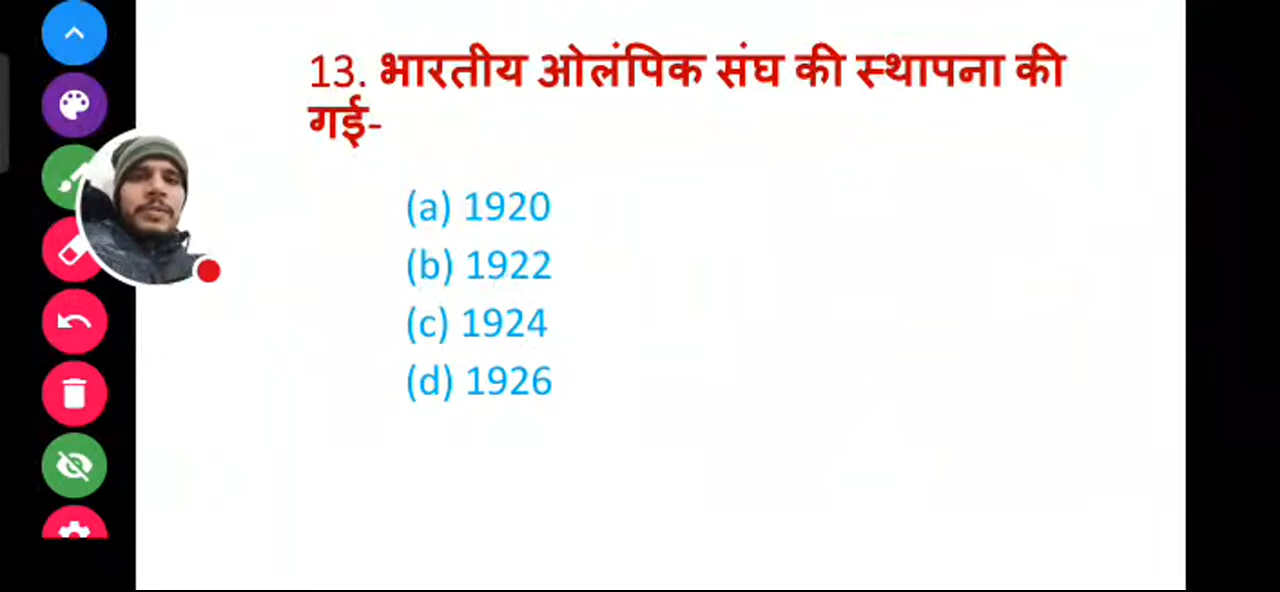 13. भारतीय ओलंपिक संघ की स्थापना की
गई-
(a) 1920
(b) 1922
(c) 1924
(d) 1926